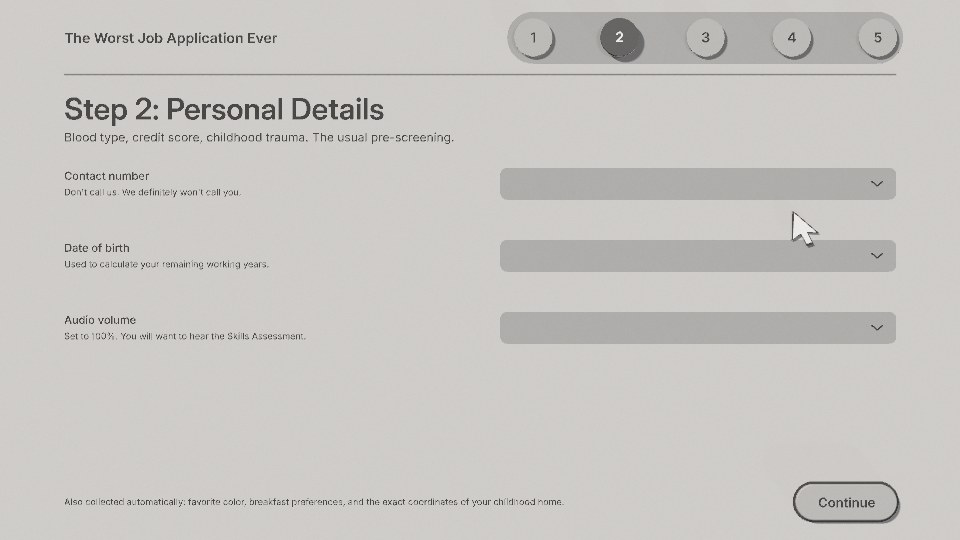 The Worst Job Application Ever
1 2 3 4 5
Step 2: Personal Details
Blood type, credit score, childhood trauma. The usual pre-screening.
Contact number
Don't call us. We definitely won't call you.
Date of birth
Used to calculate your remaining working years.
Audio volume
Set to 100%. You will want to hear the Skills Assessment.
Also collected automatically: favorite color, breakfast preferences, and the exact coordinates of your childhood home.
Continue